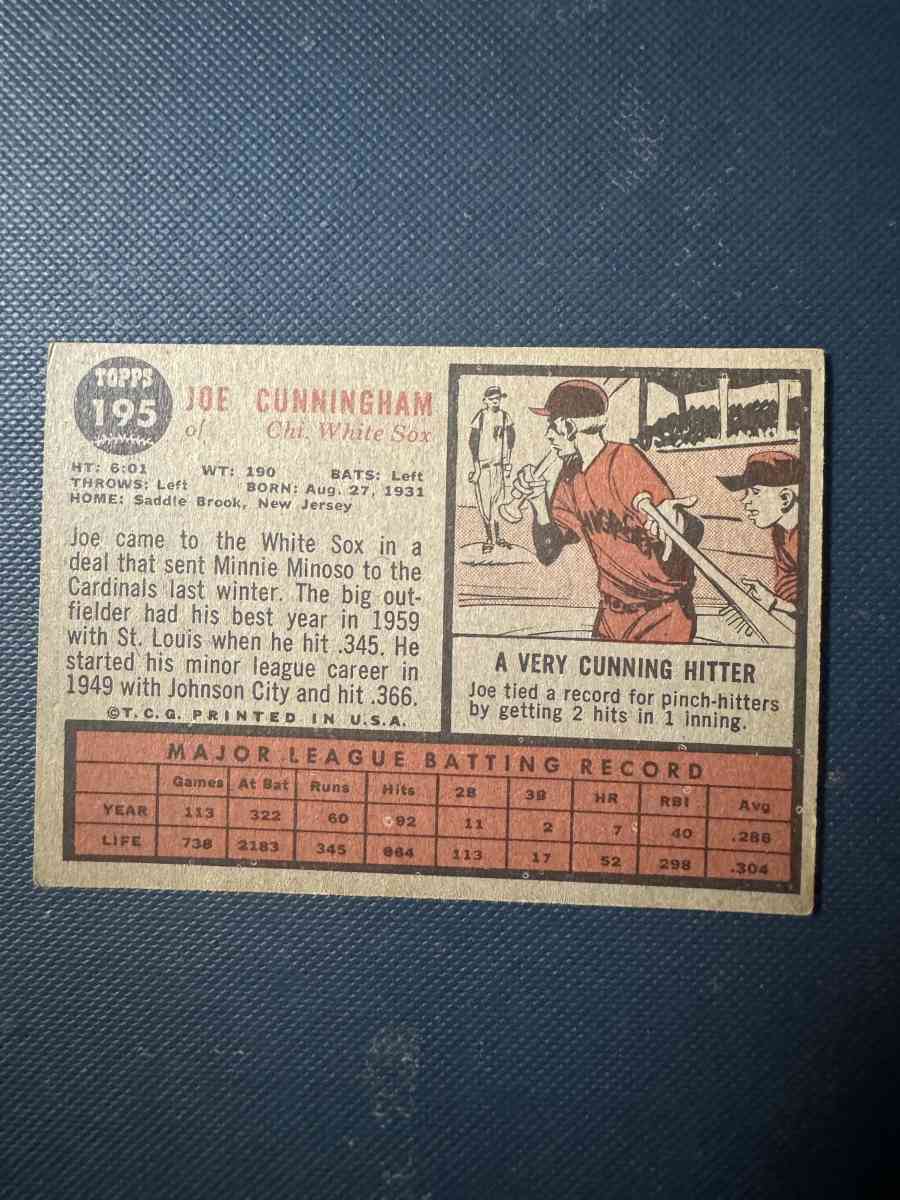 TOPPS
195
JOE CUNNINGHAM
of Chi. White Sox
HT: 6:01 WT: 190 BATS: Left
THROWS: Left BORN: Aug. 27, 1931
HOME: Saddle Brook, New Jersey
Joe came to the White Sox in a
deal that sent Minnie Minoso to the
Cardinals last winter. The big out-
fielder had his best year in 1959
with St. Louis when he hit .345. He
started his minor league career in
1949 with Johnson City and hit .366.
©T.C.G. PRINTED IN U.S.A.
A VERY CUNNING HITTER
Joe tied a record for pinch-hitters
by getting 2 hits in 1 inning.
MAJOR LEAGUE BATTING RECORD
Games At Bat Runs Hits 2B 3B HR RBI Avg
YEAR 113 322 60 92 11 2 7 40 .286
LIFE 738 2183 345 664 113 17 52 298 .304